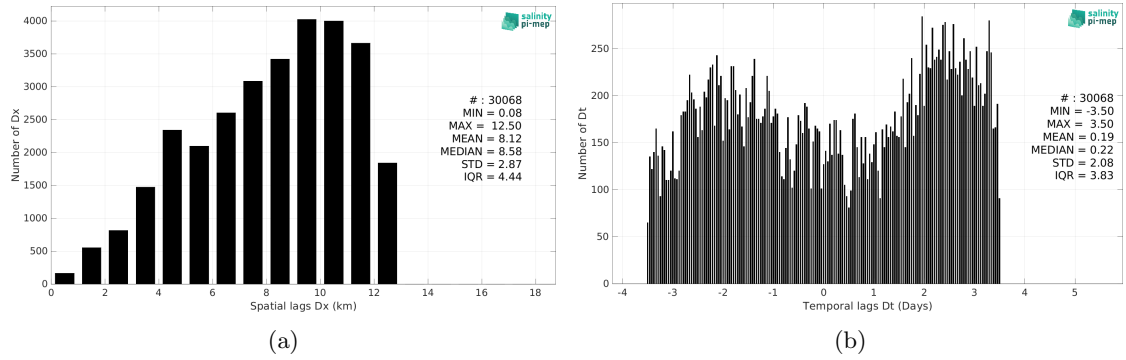 4000
3500
3000
2500
2000
1500
1000
500
0
Number of Dx
salinity
pi-mep
# : 30068
MIN = 0.08
MAX = 12.50
MEAN = 8.12
MEDIAN = 8.58
STD = 2.87
IQR = 4.44
0 2 4 6 8 10 12 14 16 18
Spatial lags Dx (km)
(a)
250
200
150
100
50
0
Number of Dt
salinity
pi-mep
# : 30068
MIN = -3.50
MAX = 3.50
MEAN = 0.19
MEDIAN = 0.22
STD = 2.08
IQR = 3.83
-4 -3 -2 -1 0 1 2 3 4 5
Temporal lags Dt (Days)
(b)